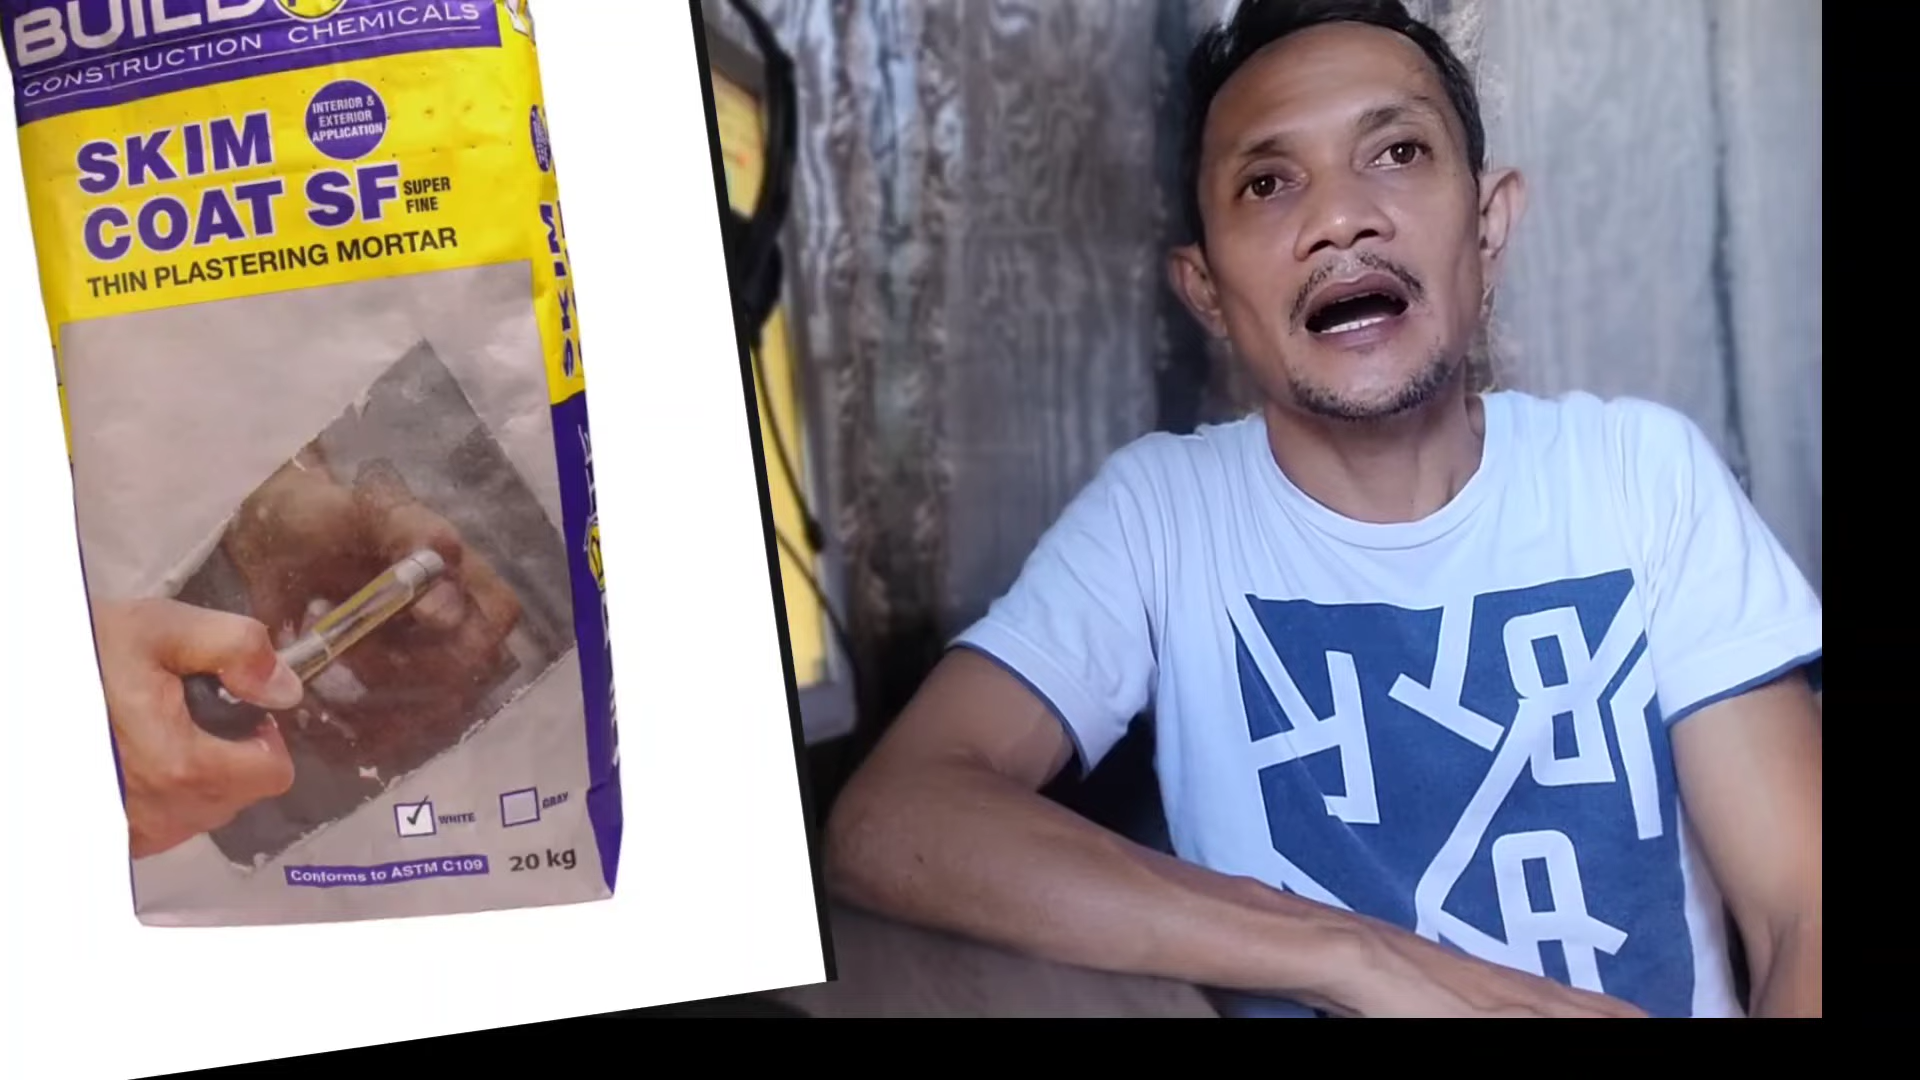 BUILD
CONSTRUCTION CHEMICALS
INTERIOR &
EXTERIOR
APPLICATION
SKIM
COAT SF
SUPER
FINE
THIN PLASTERING MORTAR
SKIM
WHITE
GRAY
Conforms to ASTM C109
20 kg